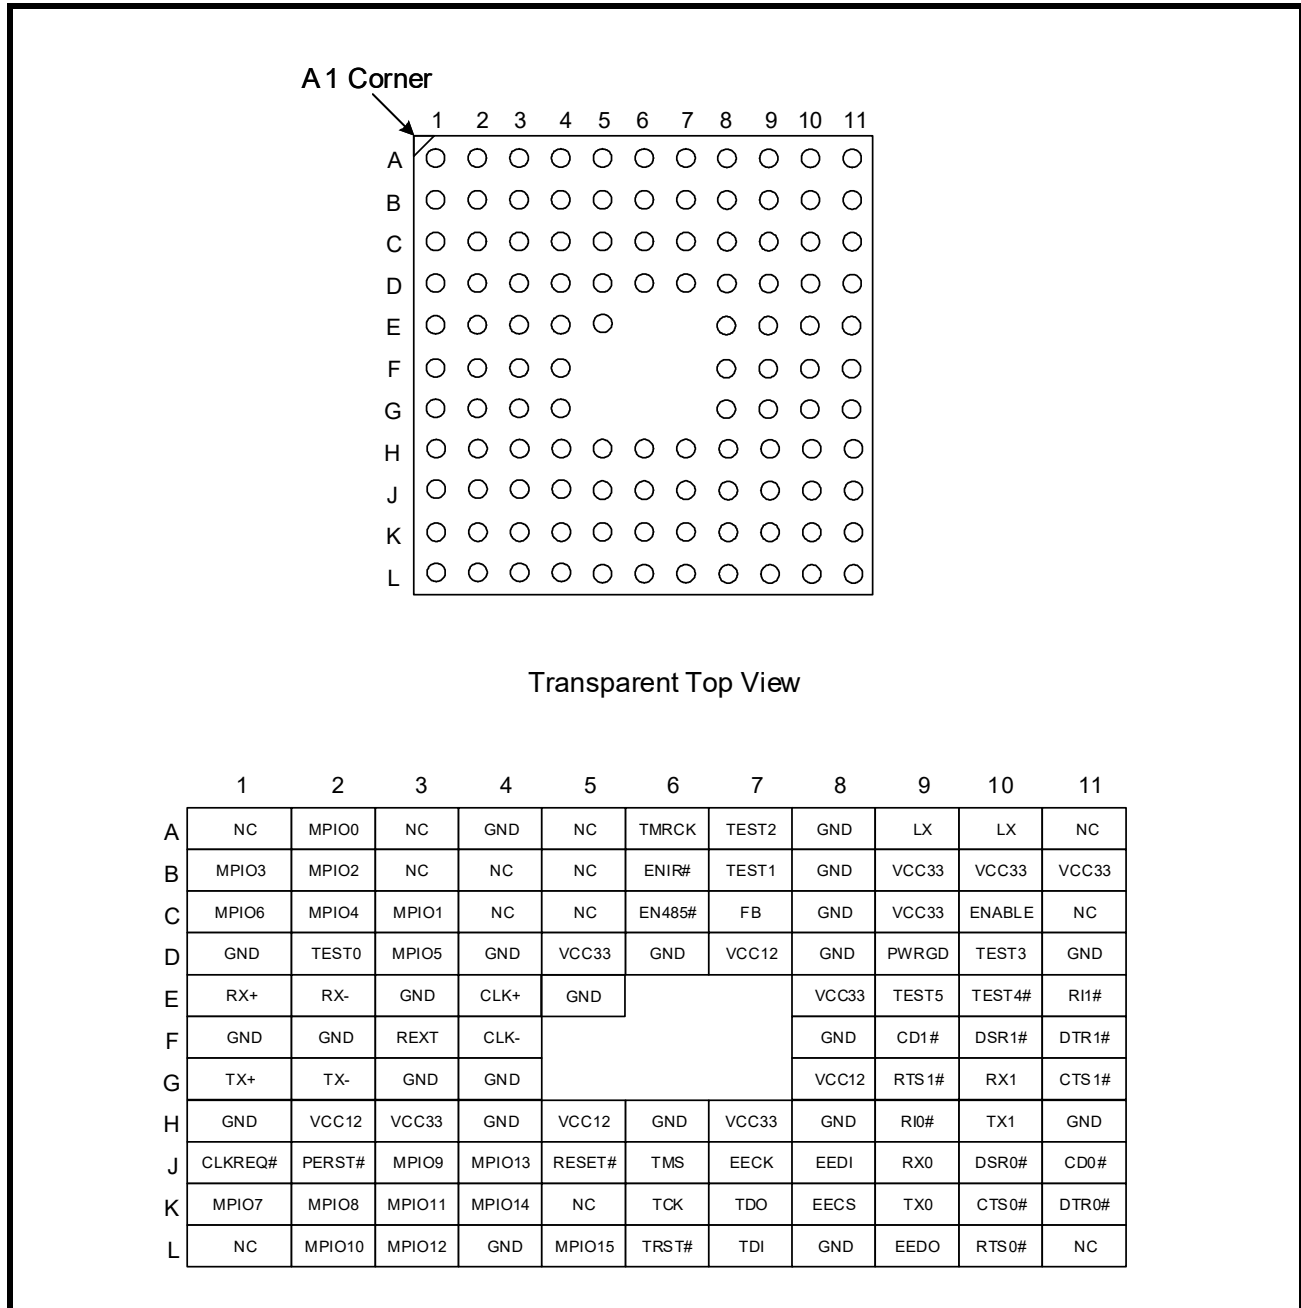 A1 Corner
1 2 3 4 5 6 7 8 9 10 11
A
B
C
D
E
F
G
H
J
K
L
Transparent Top View
1 2 3 4 5 6 7 8 9 10 11
A NC MPIO0 NC GND NC TMRCK TEST2 GND LX LX NC
B MPIO3 MPIO2 NC NC NC ENIR# TEST1 GND VCC33 VCC33 VCC33
C MPIO6 MPIO4 MPIO1 NC NC EN485# FB GND VCC33 ENABLE NC
D GND TEST0 MPIO5 GND VCC33 GND VCC12 GND PWRGD TEST3 GND
E RX+ RX- GND CLK+ GND VCC33 TEST5 TEST4# RI1#
F GND GND REXT CLK- GND CD1# DSR1# DTR1#
G TX+ TX- GND GND VCC12 RTS1# RX1 CTS1#
H GND VCC12 VCC33 GND VCC12 GND VCC33 GND RI0# TX1 GND
J CLKREQ# PERST# MPIO9 MPIO13 RESET# TMS EECK EEDI RX0 DSR0# CD0#
K MPIO7 MPIO8 MPIO11 MPIO14 NC TCK TDO EECS TX0 CTS0# DTR0#
L NC MPIO10 MPIO12 GND MPIO15 TRST# TDI GND EEDO RTS0# NC